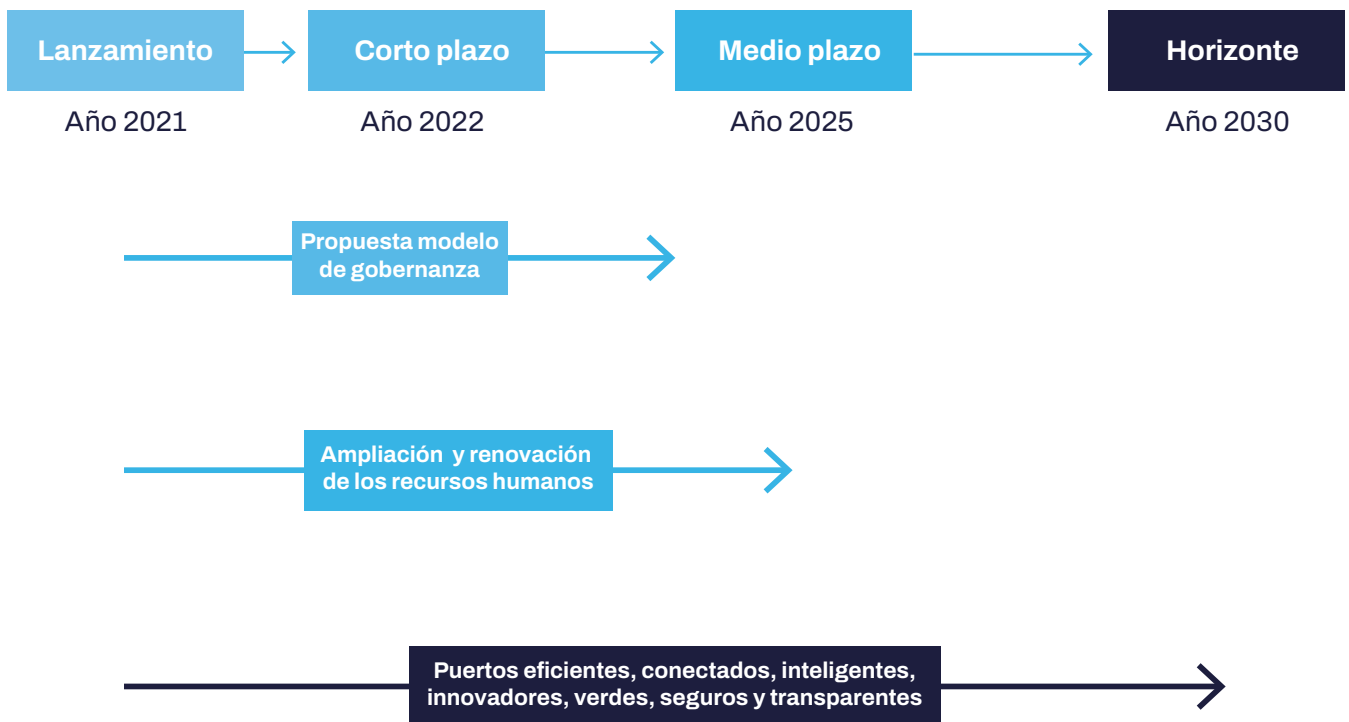 Lanzamiento
Corto plazo
Medio plazo
Horizonte
Año 2021
Año 2022
Año 2025
Año 2030
Propuesta modelo
de gobernanza
Ampliación y renovación
de los recursos humanos
Puertos eficientes, conectados, inteligentes,
innovadores, verdes, seguros y transparentes